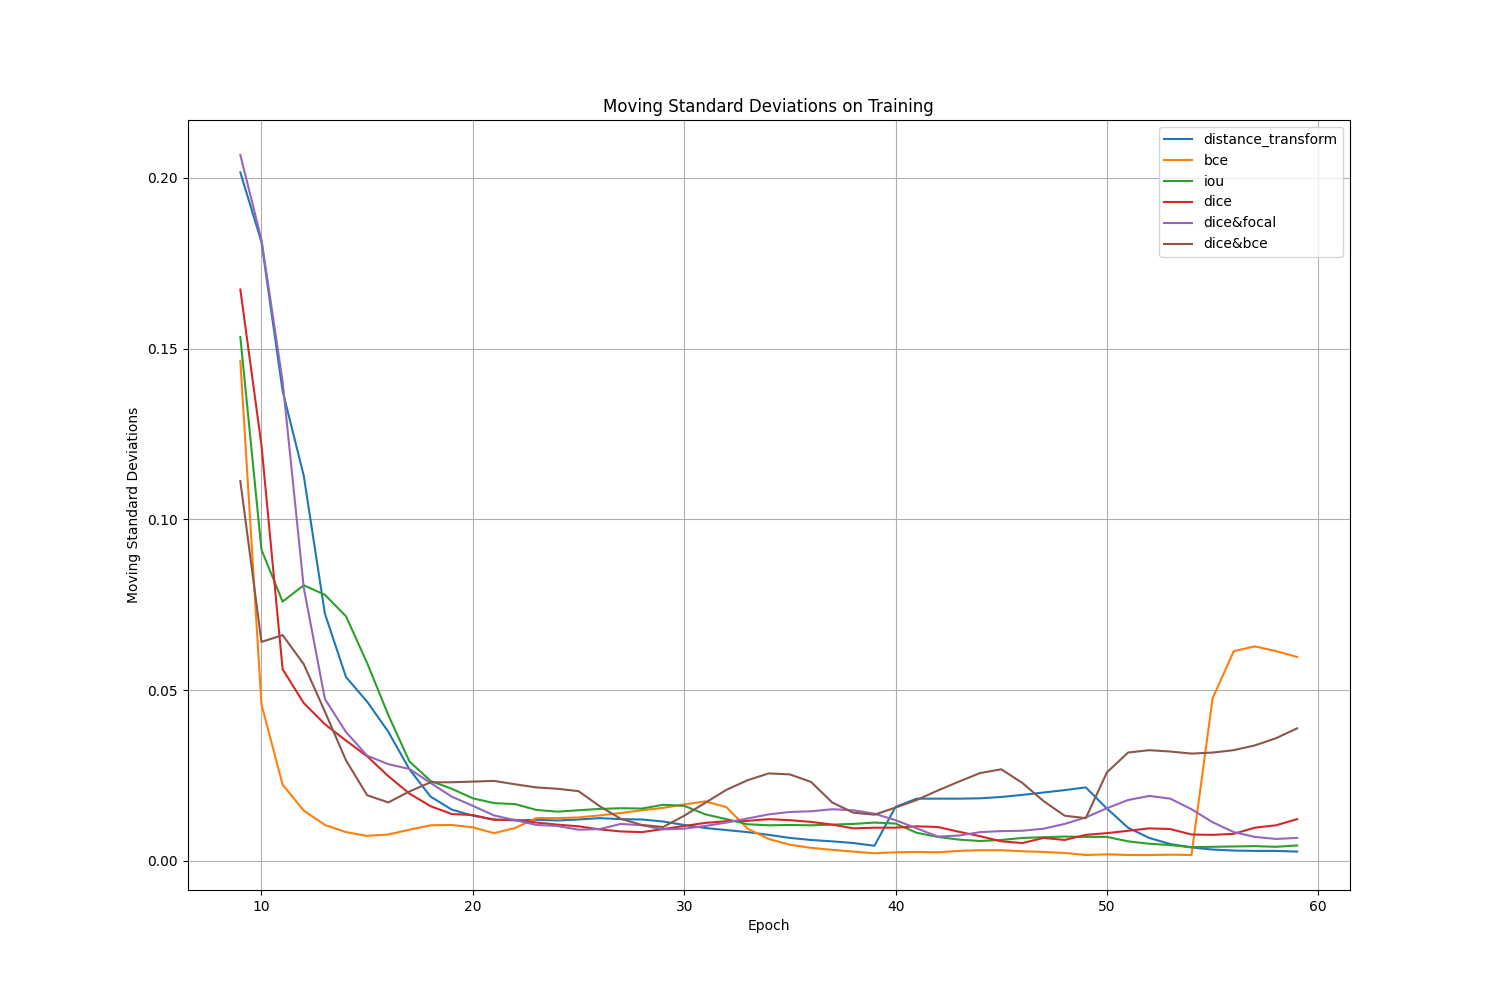 Moving Standard Deviations on Training
distance_transform
bce
iou
dice
dice&focal
dice&bce
Moving Standard Deviations
0.20
0.15
0.10
0.05
0.00
10 20 30 40 50 60
Epoch